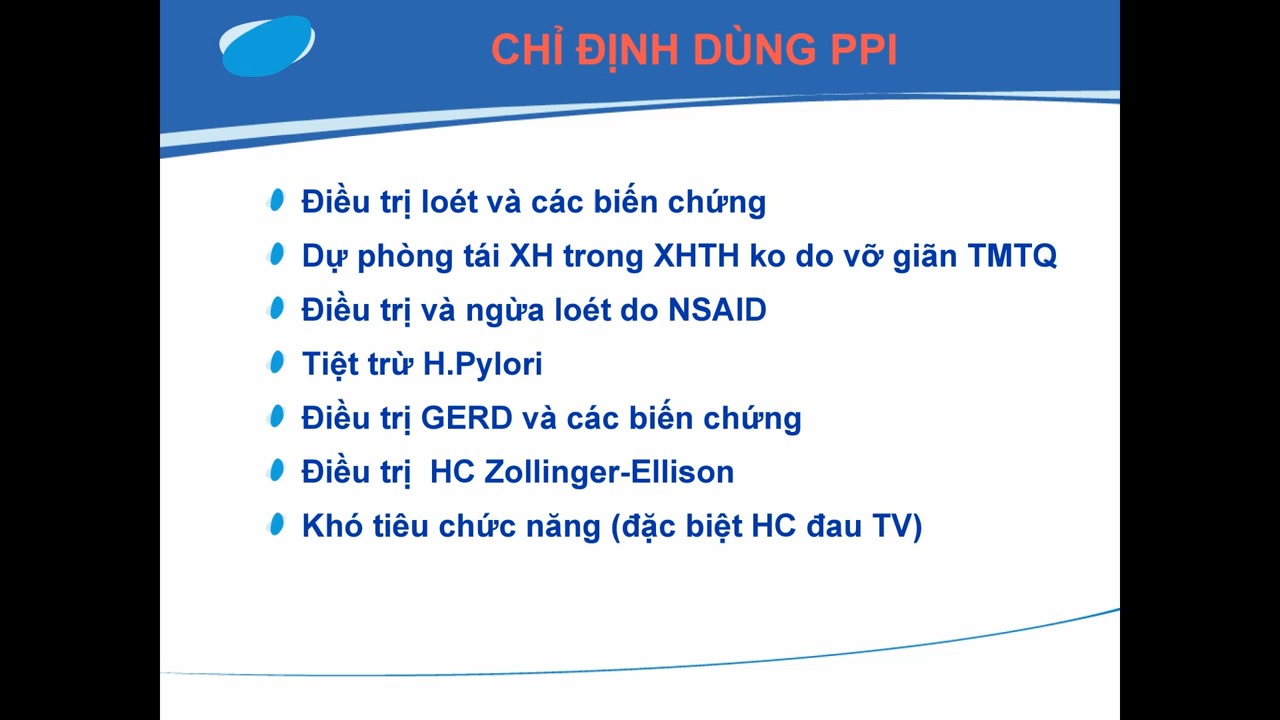 CHỈ ĐỊNH DÙNG PPI
Điều trị loét và các biến chứng
Dự phòng tái XH trong XHTH ko do vỡ giãn TMTQ
Điều trị và ngừa loét do NSAID
Tiệt trừ H.Pylori
Điều trị GERD và các biến chứng
Điều trị  HC Zollinger-Ellison
Khó tiêu chức năng (đặc biệt HC đau TV)